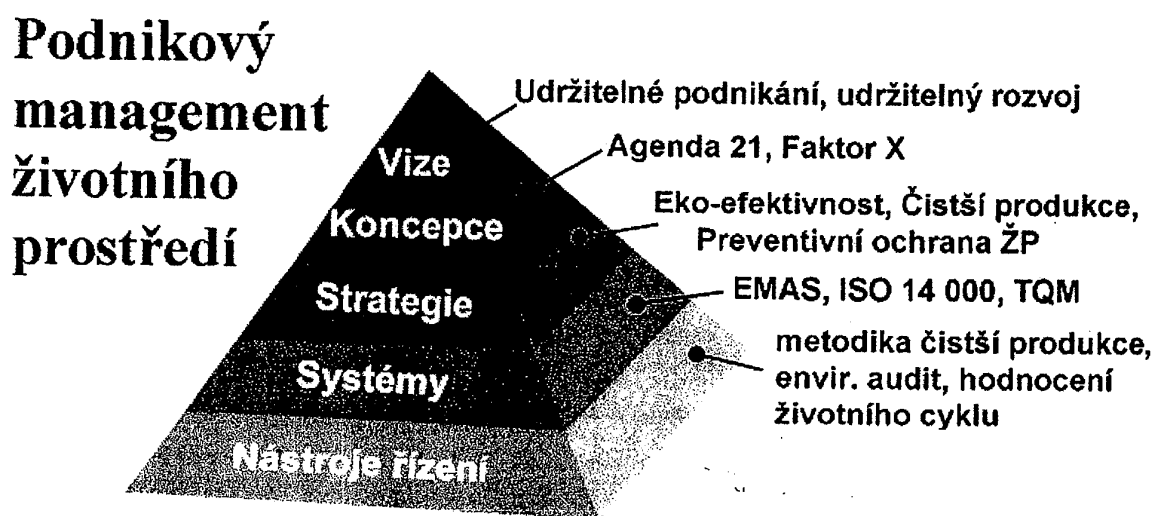 Podnikový
management
životního
prostředí
Vize
Koncepce
Strategie
Systémy
Nástroje řízení
Udržitelné podnikání, udržitelný rozvoj
Agenda 21, Faktor X
Eko-efektivnost, Čistší produkce,
Preventivní ochrana ŽP
EMAS, ISO 14 000, TQM
metodika čistší produkce,
envir. audit, hodnocení
životního cyklu